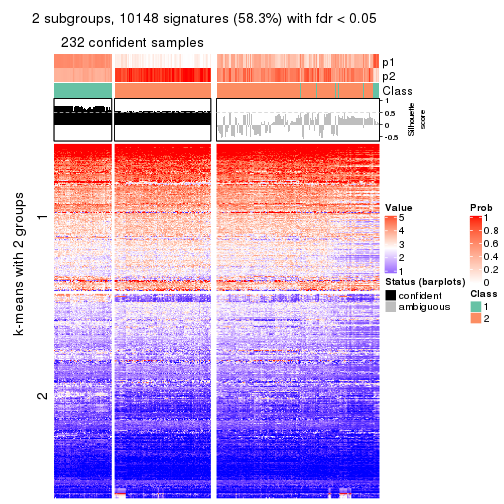 2 subgroups, 10148 signatures (58.3%) with fdr < 0.05
232 confident samples
p1
p2
Class
1
0.5
0
-0.5
Silhouette
score
k-means with 2 groups
1
2
Value
5
4
3
2
1
Status (barplots)
confident
ambiguous
Prob
1
0.8
0.6
0.4
0.2
0
Class
1
2